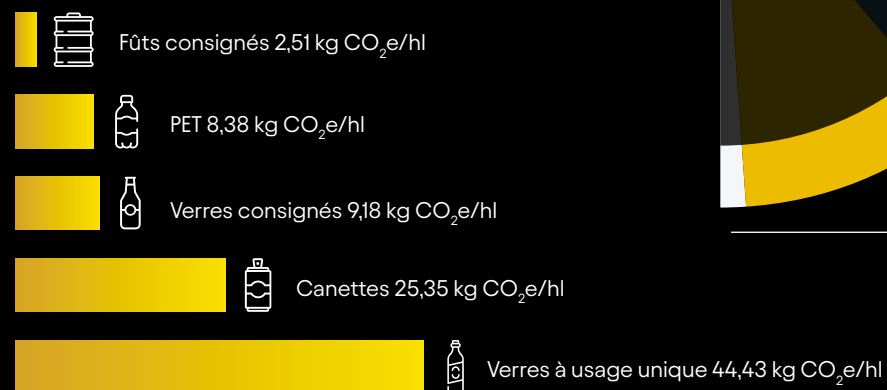 Fûts consignés 2,51 kg CO₂e/hl
PET 8,38 kg CO₂e/hl
Verres consignés 9,18 kg CO₂e/hl
Canettes 25,35 kg CO₂e/hl
Verres à usage unique 44,43 kg CO₂e/hl